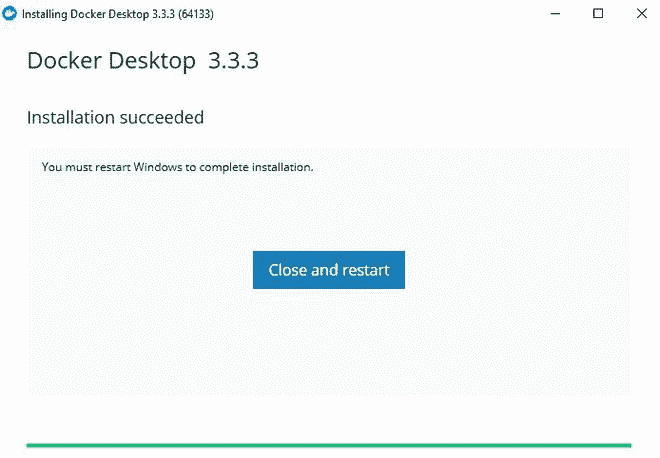 Installing Docker Desktop 3.3.3 (64133)
Docker Desktop 3.3.3
Installation succeeded
You must restart Windows to complete installation.
Close and restart